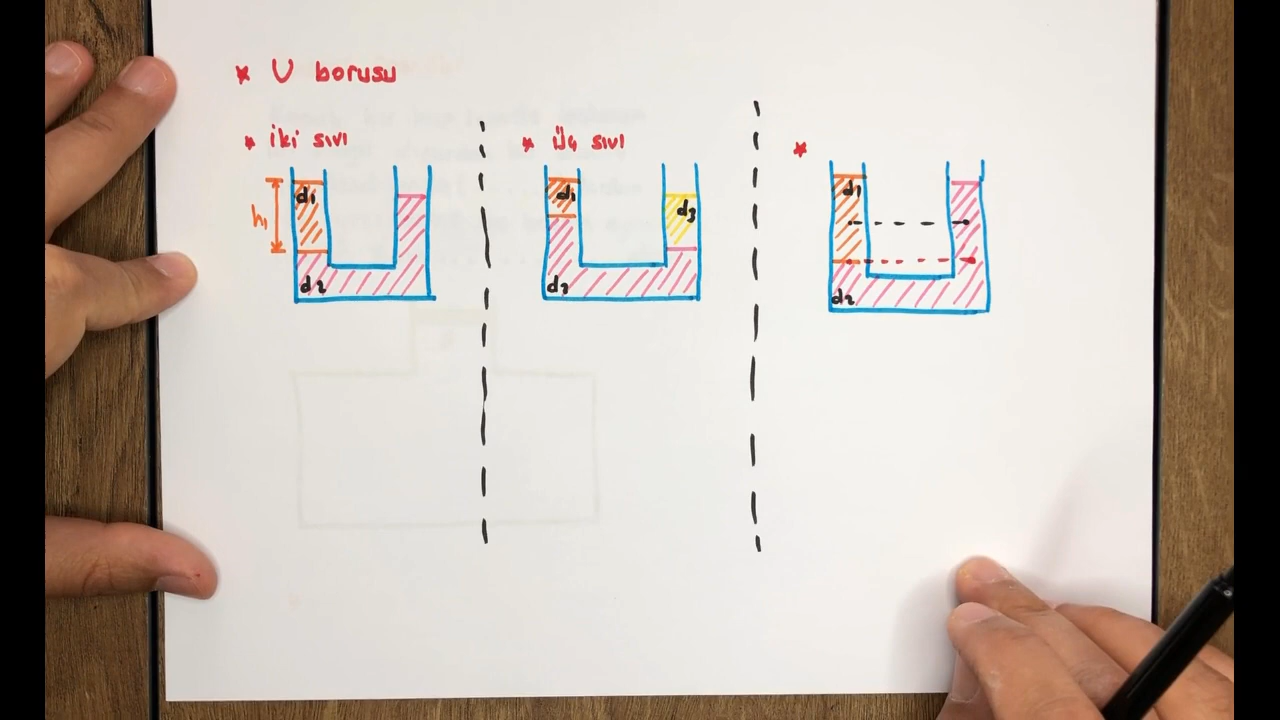 * U borusu
* iki sıvı
* üç sıvı
*
d1
h1
d2
d1
d3
d2
d1
d2